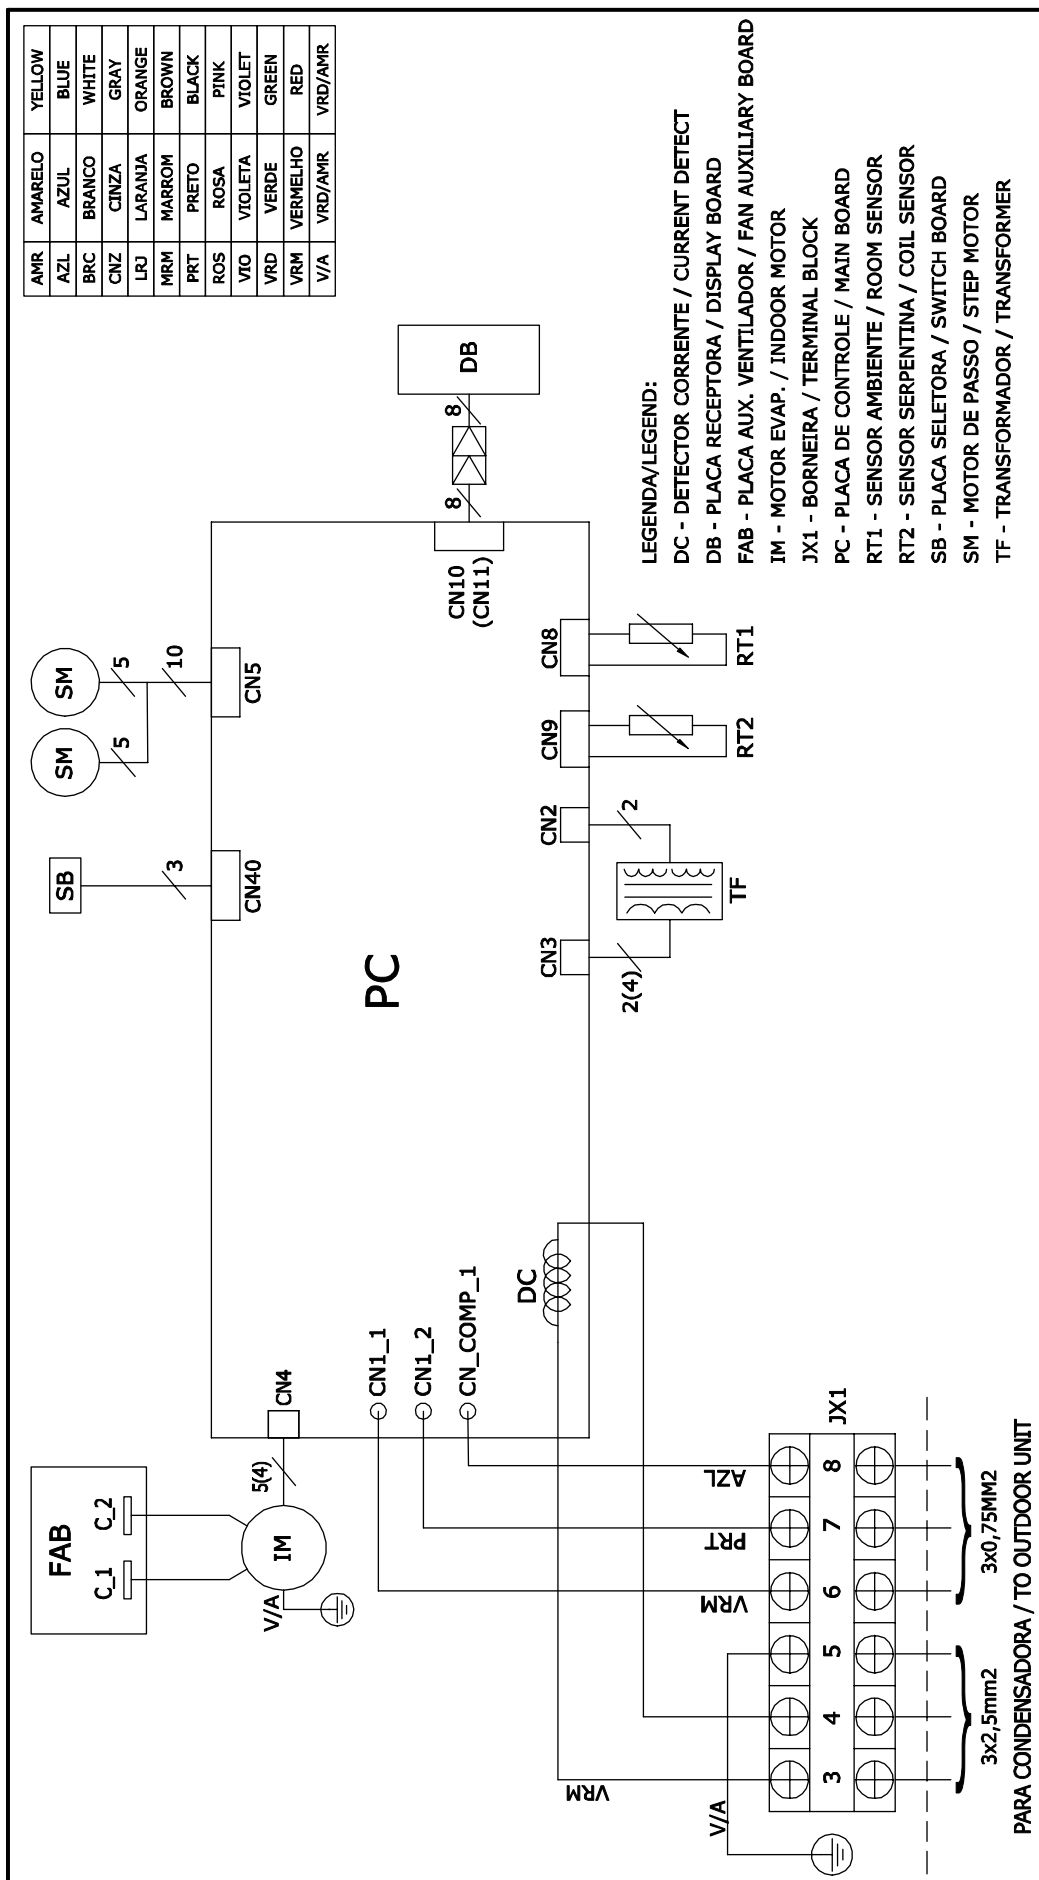 AMR AMARELO YELLOW
AZL AZUL BLUE
BRC BRANCO WHITE
CNZ CINZA GRAY
LRJ LARANJA ORANGE
MRM MARROM BROWN
PRT PRETO BLACK
ROS ROSA PINK
VIO VIOLETA VIOLET
VRD VERDE GREEN
VRM VERMELHO RED
V/A VRD/AMR VRD/AMR
FAB
C_1
C_2
IM
V/A
5(4)
CN4
SB
3
CN40
SM
SM
5
5
10
CN5
PC
CN1_1
CN1_2
CN_COMP_1
DC
CN10
(CN11)
8
8
DB
CN3
CN2
CN9
CN8
2(4)
2
TF
RT2
RT1
VRM
VRM
PRT
AZL
V/A
3
4
5
6
7
8
JX1
3x2,5mm2
3x0,75MM2
PARA CONDENSADORA / TO OUTDOOR UNIT
LEGENDA/LEGEND:
DC - DETECTOR CORRENTE / CURRENT DETECT
DB - PLACA RECEPTORA / DISPLAY BOARD
FAB - PLACA AUX. VENTILADOR / FAN AUXILIARY BOARD
IM - MOTOR EVAP. / INDOOR MOTOR
JX1 - BORNEIRA / TERMINAL BLOCK
PC - PLACA DE CONTROLE / MAIN BOARD
RT1 - SENSOR AMBIENTE / ROOM SENSOR
RT2 - SENSOR SERPENTINA / COIL SENSOR
SB - PLACA SELETORA / SWITCH BOARD
SM - MOTOR DE PASSO / STEP MOTOR
TF - TRANSFORMADOR / TRANSFORMER